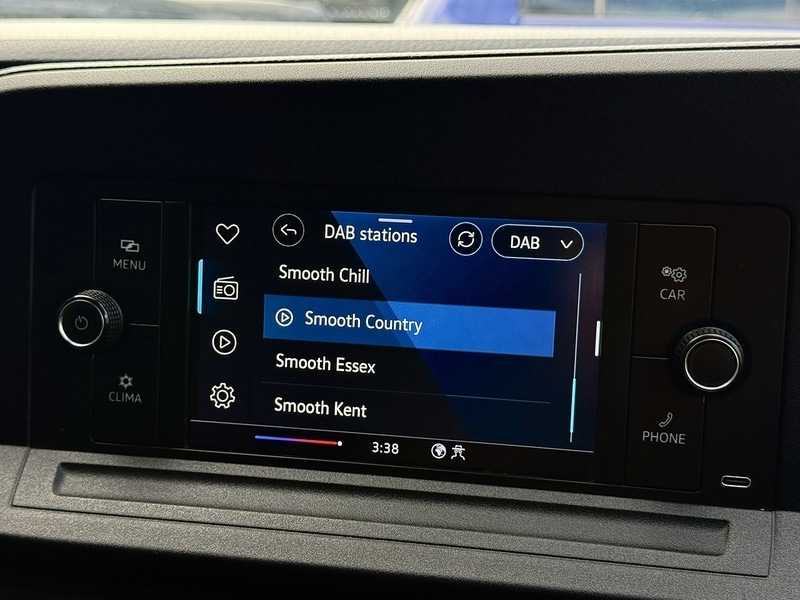 MENU
CLIMA
DAB stations
DAB
Smooth Chill
Smooth Country
Smooth Essex
Smooth Kent
3:38
CAR
PHONE